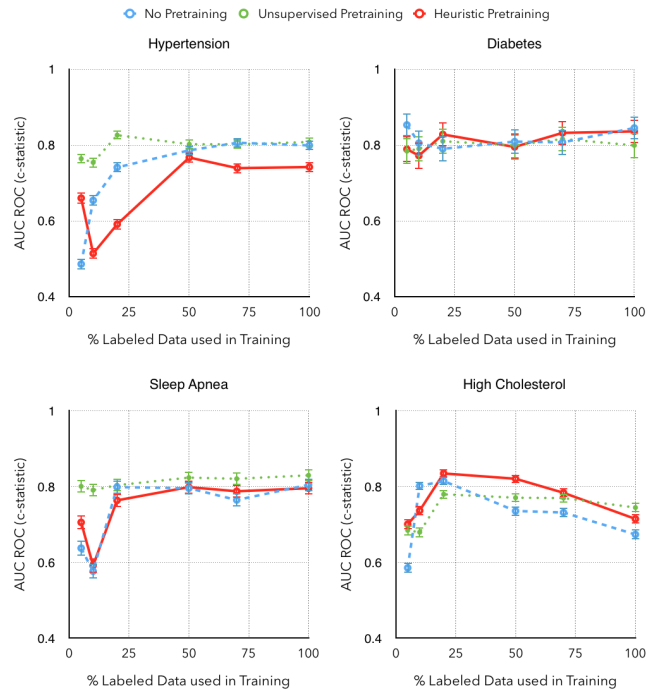 No Pretraining Unsupervised Pretraining Heuristic Pretraining
Hypertension
1
0.8
0.6
0.4
AUC ROC (c-statistic)
0 25 50 75 100
% Labeled Data used in Training
Diabetes
1
0.8
0.6
0.4
AUC ROC (c-statistic)
0 25 50 75 100
% Labeled Data used in Training
Sleep Apnea
1
0.8
0.6
0.4
AUC ROC (c-statistic)
0 25 50 75 100
% Labeled Data used in Training
High Cholesterol
1
0.8
0.6
0.4
AUC ROC (c-statistic)
0 25 50 75 100
% Labeled Data used in Training